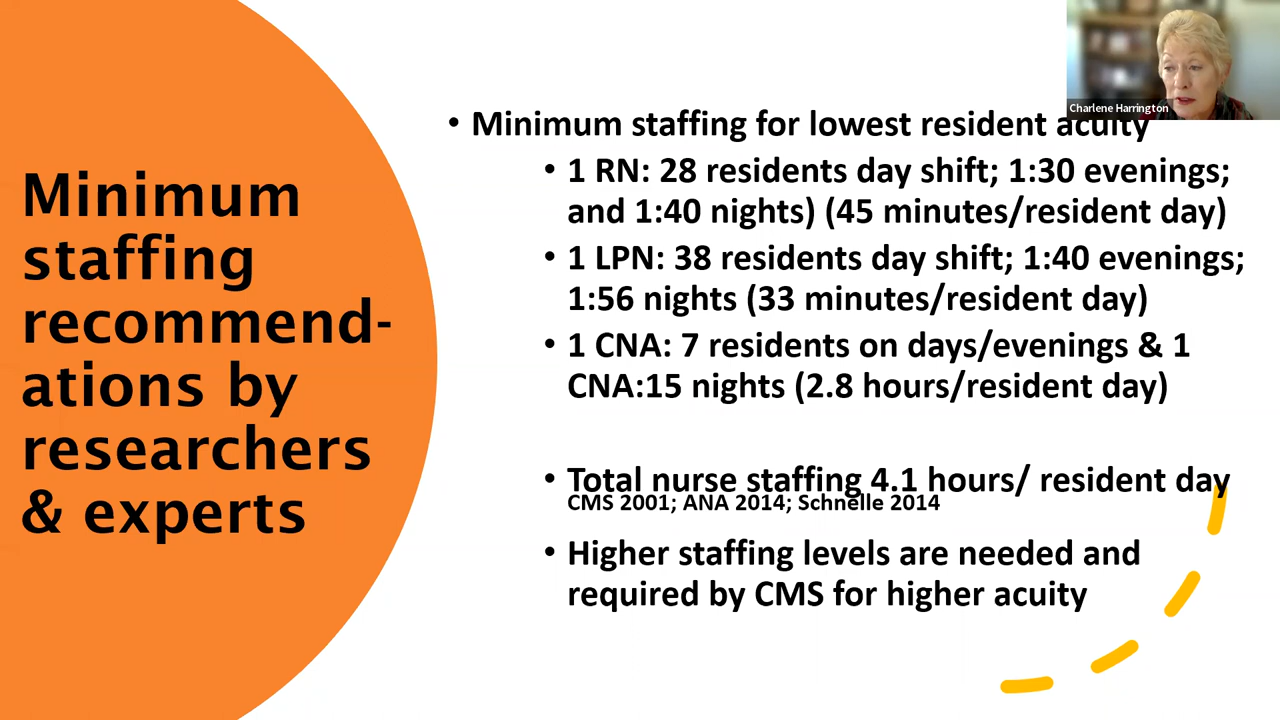 Minimum
staffing
recommend-
ations by
researchers
& experts
Charlene Harrington
• Minimum staffing for lowest resident acuity
• 1 RN: 28 residents day shift; 1:30 evenings;
and 1:40 nights) (45 minutes/resident day)
• 1 LPN: 38 residents day shift; 1:40 evenings;
1:56 nights (33 minutes/resident day)
• 1 CNA: 7 residents on days/evenings & 1
CNA:15 nights (2.8 hours/resident day)
• Total nurse staffing 4.1 hours/ resident day
CMS 2001; ANA 2014; Schnelle 2014
• Higher staffing levels are needed and
required by CMS for higher acuity